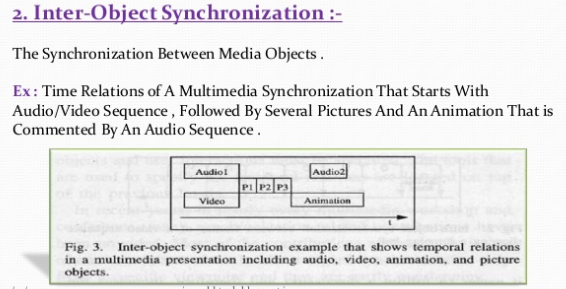 2. Inter-Object Synchronization :-
The Synchronization Between Media Objects .
Ex : Time Relations of A Multimedia Synchronization That Starts With
Audio/Video Sequence , Followed By Several Pictures And An Animation That is
Commented By An Audio Sequence .
Audio1 Audio2
P1 P2 P3
Video Animation
t
Fig. 3. Inter-object synchronization example that shows temporal relations
in a multimedia presentation including audio, video, animation, and picture
objects.